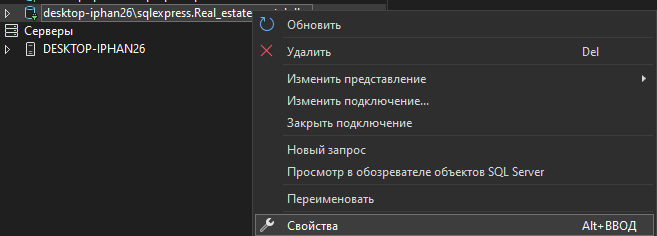 desktop-iphan26\sqlexpress.Real_estate
Серверы
DESKTOP-IPHAN26
Обновить
Удалить Del
Изменить представление
Изменить подключение...
Закрыть подключение
Новый запрос
Просмотр в обозревателе объектов SQL Server
Переименовать
Свойства Alt+ВВОД